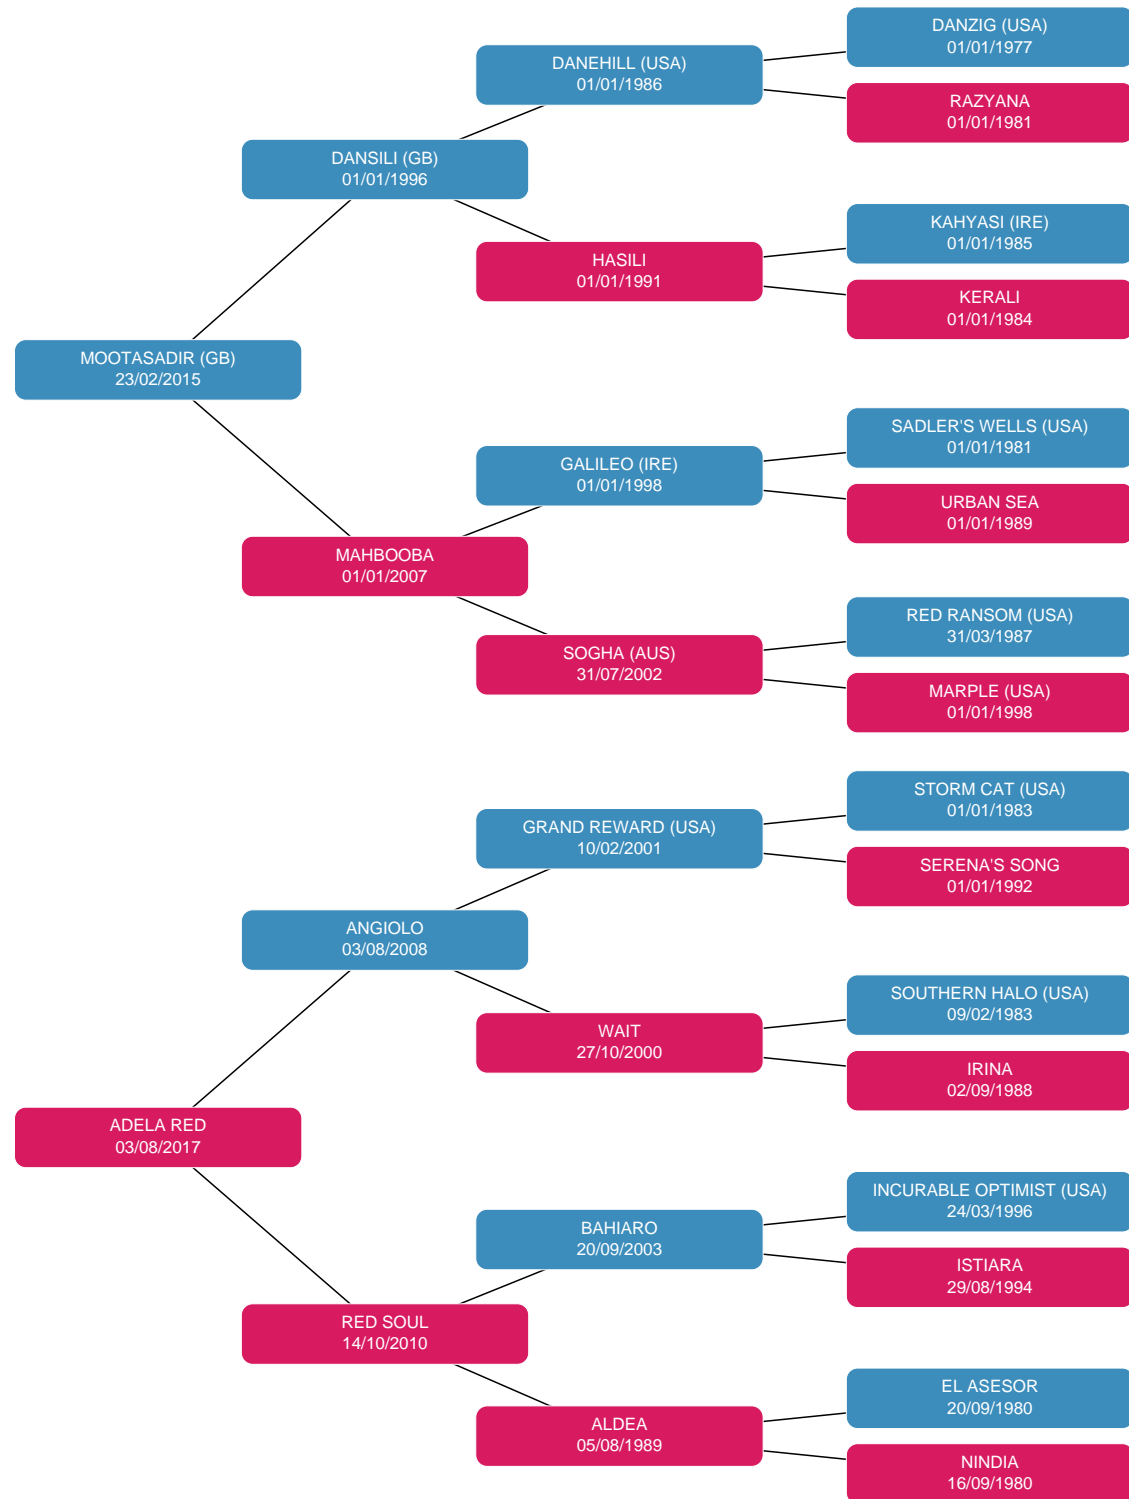 DANZIG (USA)
01/01/1977
DANEHILL (USA)
01/01/1986
RAZYANA
01/01/1981
DANSILI (GB)
01/01/1996
KAHYASI (IRE)
01/01/1985
HASILI
01/01/1991
KERALI
01/01/1984
MOOTASADIR (GB)
23/02/2015
SADLER'S WELLS (USA)
01/01/1981
GALILEO (IRE)
01/01/1998
URBAN SEA
01/01/1989
MAHBOOBA
01/01/2007
RED RANSOM (USA)
31/03/1987
SOGHA (AUS)
31/07/2002
MARPLE (USA)
01/01/1998
STORM CAT (USA)
01/01/1983
GRAND REWARD (USA)
10/02/2001
SERENA'S SONG
01/01/1992
ANGIOLO
03/08/2008
SOUTHERN HALO (USA)
09/02/1983
WAIT
27/10/2000
IRINA
02/09/1988
ADELA RED
03/08/2017
INCURABLE OPTIMIST (USA)
24/03/1996
BAHIARO
20/09/2003
ISTIARA
29/08/1994
RED SOUL
14/10/2010
EL ASESOR
20/09/1980
ALDEA
05/08/1989
NINDIA
16/09/1980